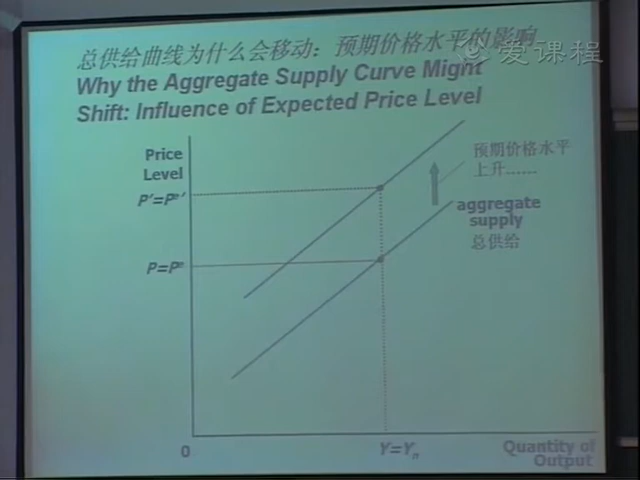 总供给曲线为什么会移动：预期价格水平的影响
爱课程
Why the Aggregate Supply Curve Might
Shift: Influence of Expected Price Level
Price
Level
预期价格水平
上升……
P'=Pᵉ'
aggregate
supply
总供给
P=Pᵉ
0
Y=Yₙ
Quantity of
Output